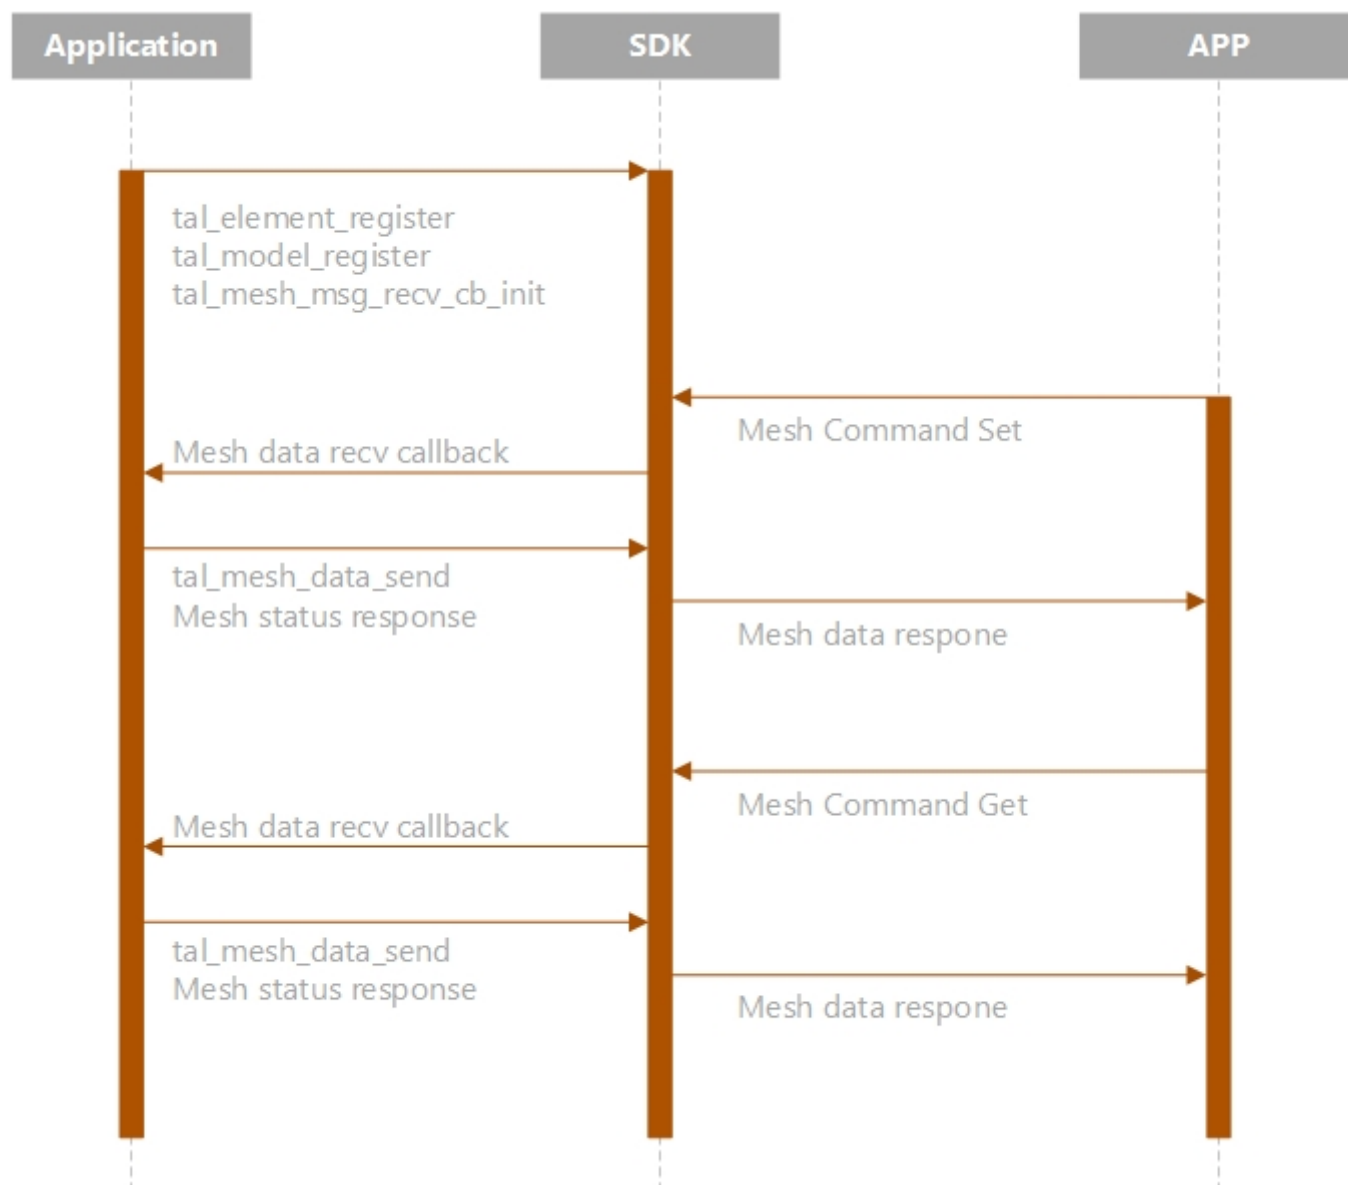 Application
SDK
APP
tal_element_register
tal_model_register
tal_mesh_msg_recv_cb_init
Mesh Command Set
Mesh data recv callback
tal_mesh_data_send
Mesh status response
Mesh data respone
Mesh Command Get
Mesh data recv callback
tal_mesh_data_send
Mesh status response
Mesh data respone